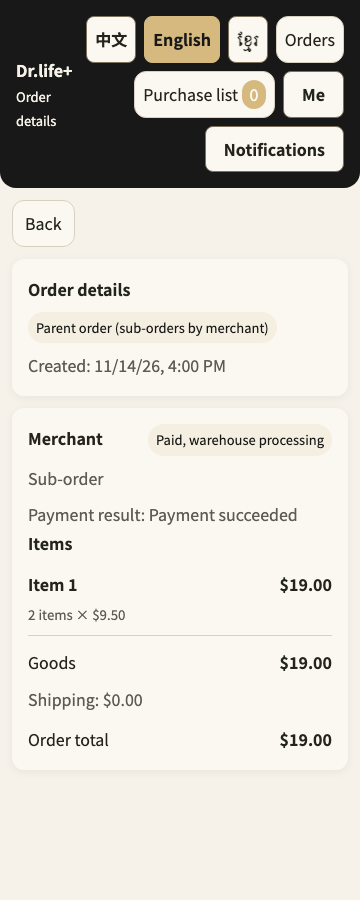 Dr.life+
Order
details
中文
English
ខ្មែរ
Orders
Purchase list 0
Me
Notifications
Back
Order details
Parent order (sub-orders by merchant)
Created: 11/14/26, 4:00 PM
Merchant
Paid, warehouse processing
Sub-order
Payment result: Payment succeeded
Items
Item 1 $19.00
2 items × $9.50
Goods $19.00
Shipping: $0.00
Order total $19.00